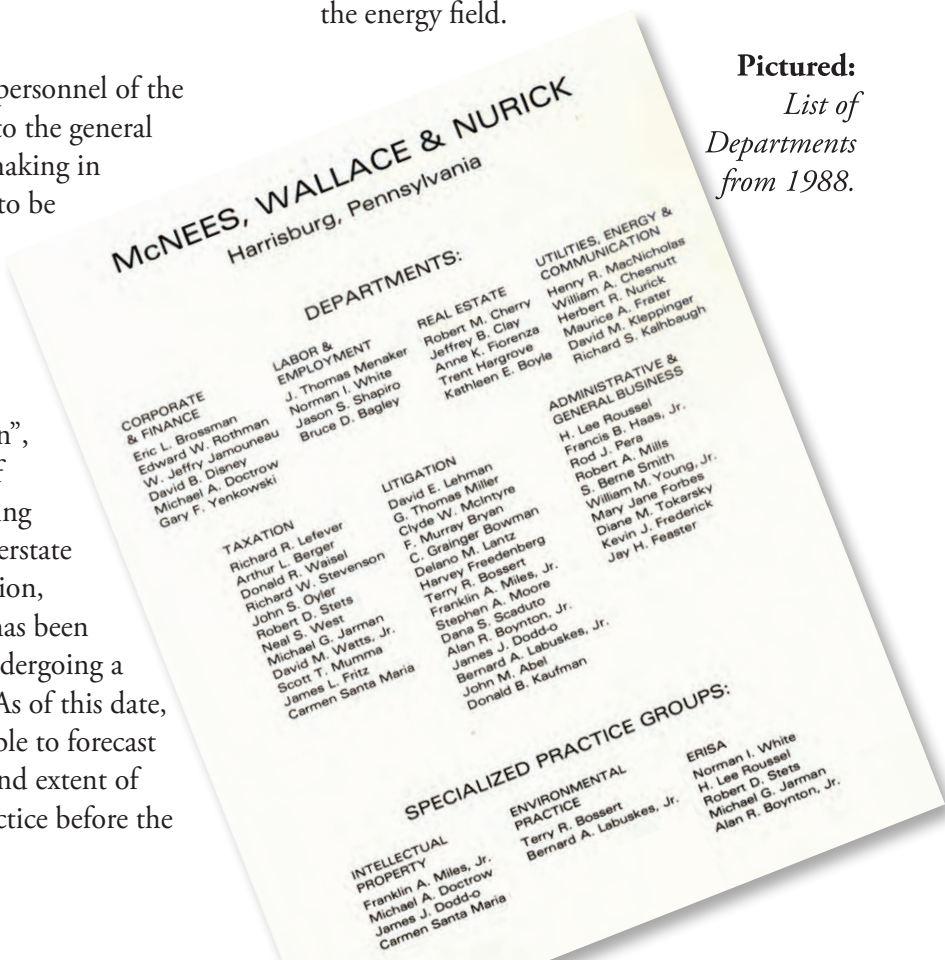 the energy field.
personnel of the
to the general
making in
to be
n”,
f
ing
erstate
ion,
has been
dergoing a
As of this date,
ble to forecast
nd extent of
ctice before the
Pictured:
List of
Departments
from 1988.
McNEES, WALLACE & NURICK
Harrisburg, Pennsylvania
DEPARTMENTS:
CORPORATE
& FINANCE
Eric L. Brossman
Edward W. Rothman
W. Jeffry Jamouneau
David B. Disney
Michael A. Doctrow
Gary F. Yenkowski
LABOR &
EMPLOYMENT
J. Thomas Menaker
Norman I. White
Jason S. Shapiro
Bruce D. Bagley
REAL ESTATE
Robert M. Cherry
Jeffrey B. Clay
Anne K. Fiorenza
Trent Hargrove
Kathleen E. Boyle
UTILITIES, ENERGY &
COMMUNICATION
Henry R. MacNicholas
William A. Chesnutt
Herbert R. Nurick
Maurice A. Frater
David M. Kleppinger
Richard S. Kalhbaugh
TAXATION
Richard R. Lefever
Arthur L. Berger
Donald R. Waisel
Richard W. Stevenson
John S. Oyler
Robert D. Stets
Neal S. West
Michael G. Jarman
David M. Watts, Jr.
Scott T. Mumma
James L. Fritz
Carmen Santa Maria
LITIGATION
David E. Lehman
G. Thomas Miller
Clyde W. McIntyre
F. Murray Bryan
C. Grainger Bowman
Delano M. Lantz
Harvey Freedenberg
Terry R. Bossert
Franklin A. Miles, Jr.
Stephen A. Moore
Dana S. Scaduto
Alan R. Boynton, Jr.
James J. Dodd-o
Bernard A. Labuskes, Jr.
John M. Abel
Donald B. Kaufman
ADMINISTRATIVE &
GENERAL BUSINESS
H. Lee Roussel
Francis B. Haas, Jr.
Rod J. Pera
Robert A. Mills
S. Berne Smith
William M. Young, Jr.
Mary Jane Forbes
Diane M. Tokarsky
Kevin J. Frederick
Jay H. Feaster
SPECIALIZED PRACTICE GROUPS:
INTELLECTUAL
PROPERTY
Franklin A. Miles, Jr.
Michael A. Doctrow
James J. Dodd-o
Carmen Santa Maria
ENVIRONMENTAL
PRACTICE
Terry R. Bossert
Bernard A. Labuskes, Jr.
ERISA
Norman I. White
H. Lee Roussel
Robert D. Stets
Michael G. Jarman
Alan R. Boynton, Jr.